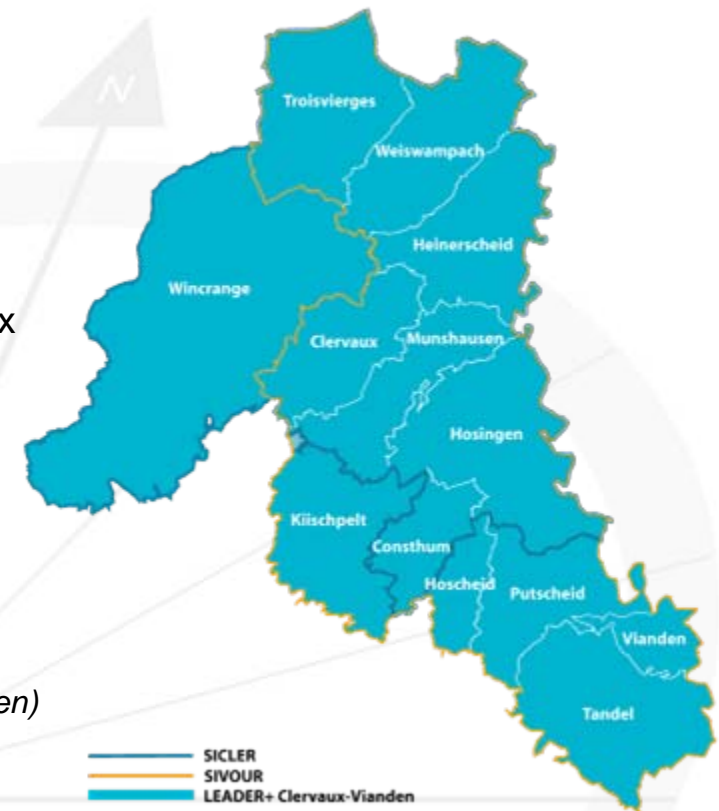 N
Troisvierges
Weiswampach
Heinerscheid
Wincrange
x
Clervaux
Munshausen
Hosingen
Kiischpelt
Consthum
Hoscheid
Putscheid
Vianden
en)
Tandel
SICLER
SIVOUR
LEADER+ Clervaux-Vianden